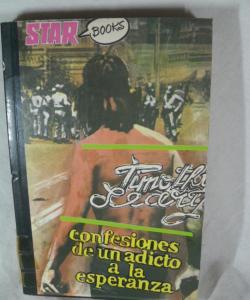 STAR
BOOKS
Timothy
Leary
confesiones
de un adicto
a la
esperanza